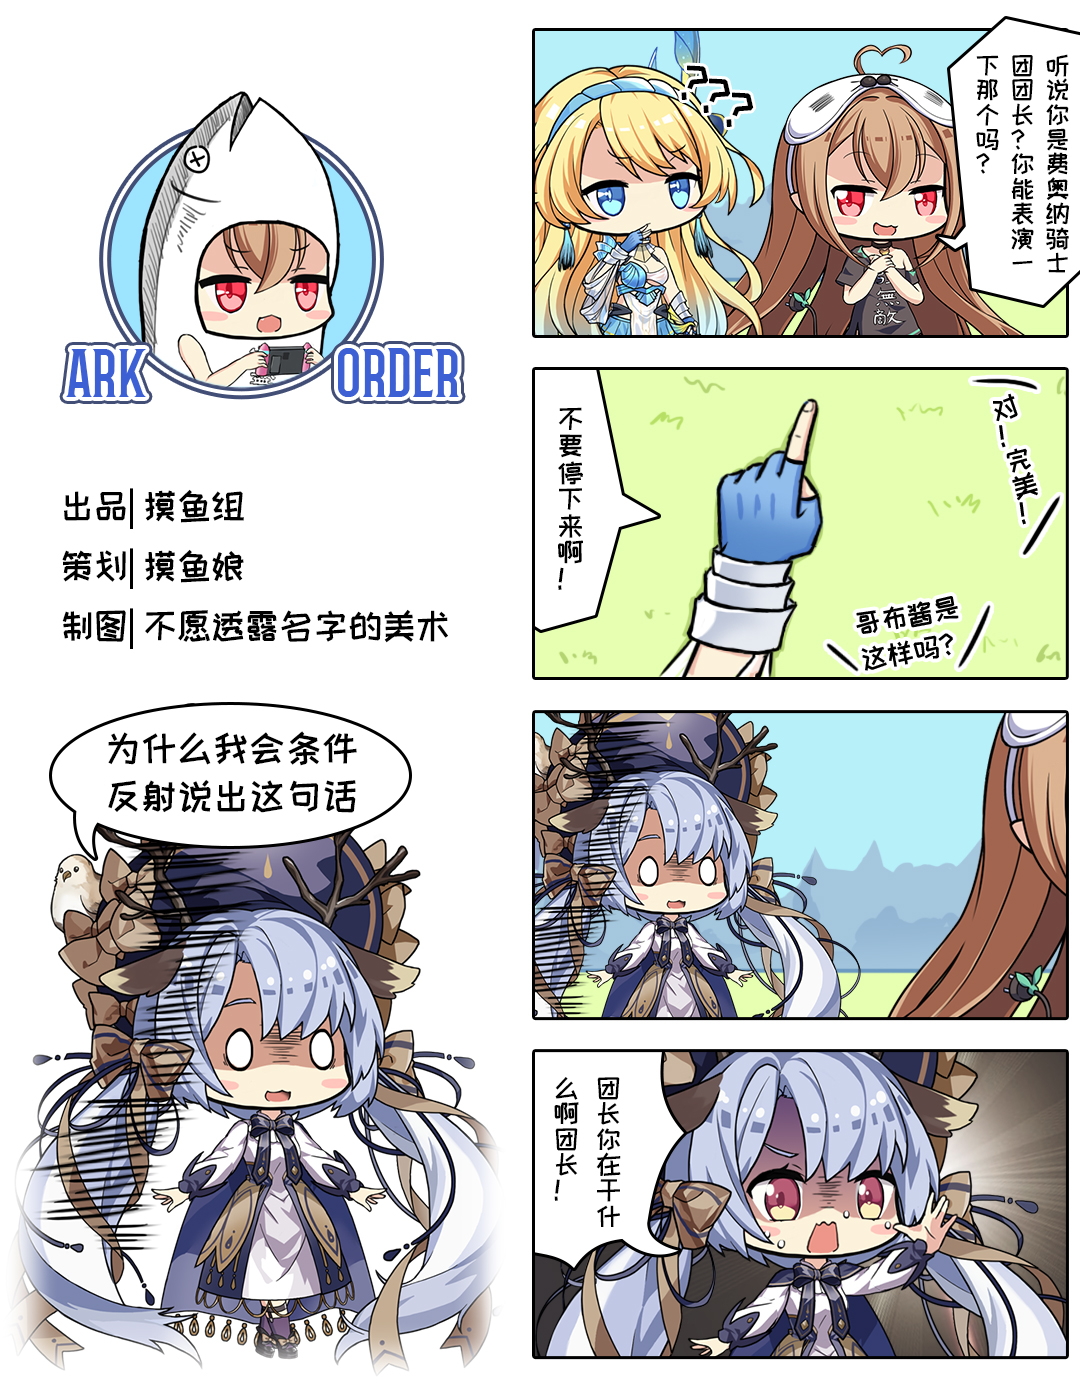 ARK ORDER
出品 摸鱼组
策划 摸鱼娘
制图 不愿透露名字的美术
为什么我会条件
反射说出这句话
???
听说你是费奥纳骑士
团团长?你能表演一
下那个吗?
無
敵
对!完美!
不要停下来啊!
哥布酱是
这样吗?
团长你在干什
么啊团长!